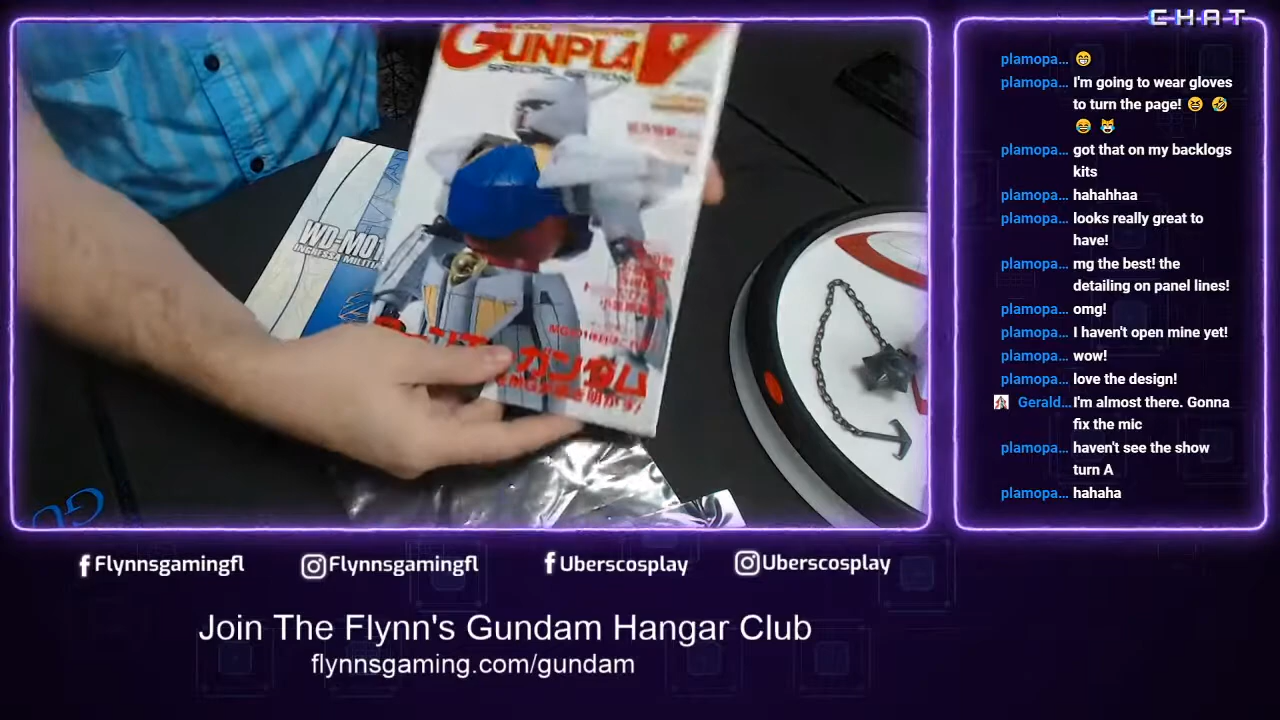 CHAT
GUNPLA
WD-M01
INGRESSA MILITIA
ガンダム
plamopa... 😁
plamopa... I'm going to wear gloves
to turn the page! 😆 🤣
😂 😹
plamopa... got that on my backlogs
kits
plamopa... hahahhaa
plamopa... looks really great to
have!
plamopa... mg the best! the
detailing on panel lines!
plamopa... omg!
plamopa... I haven't open mine yet!
plamopa... wow!
plamopa... love the design!
Gerald... I'm almost there. Gonna
fix the mic
plamopa... haven't see the show
turn A
plamopa... hahaha
Flynnsgamingfl
Flynnsgamingfl
Uberscosplay
Uberscosplay
Join The Flynn's Gundam Hangar Club
flynnsgaming.com/gundam